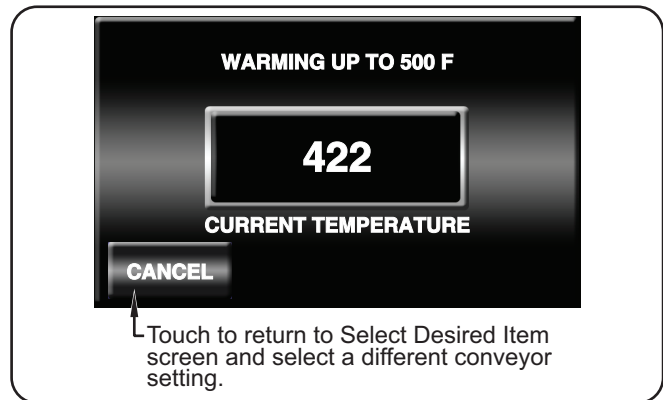 WARMING UP TO 500 F
422
CURRENT TEMPERATURE
CANCEL
Touch to return to Select Desired Item
screen and select a different conveyor
setting.